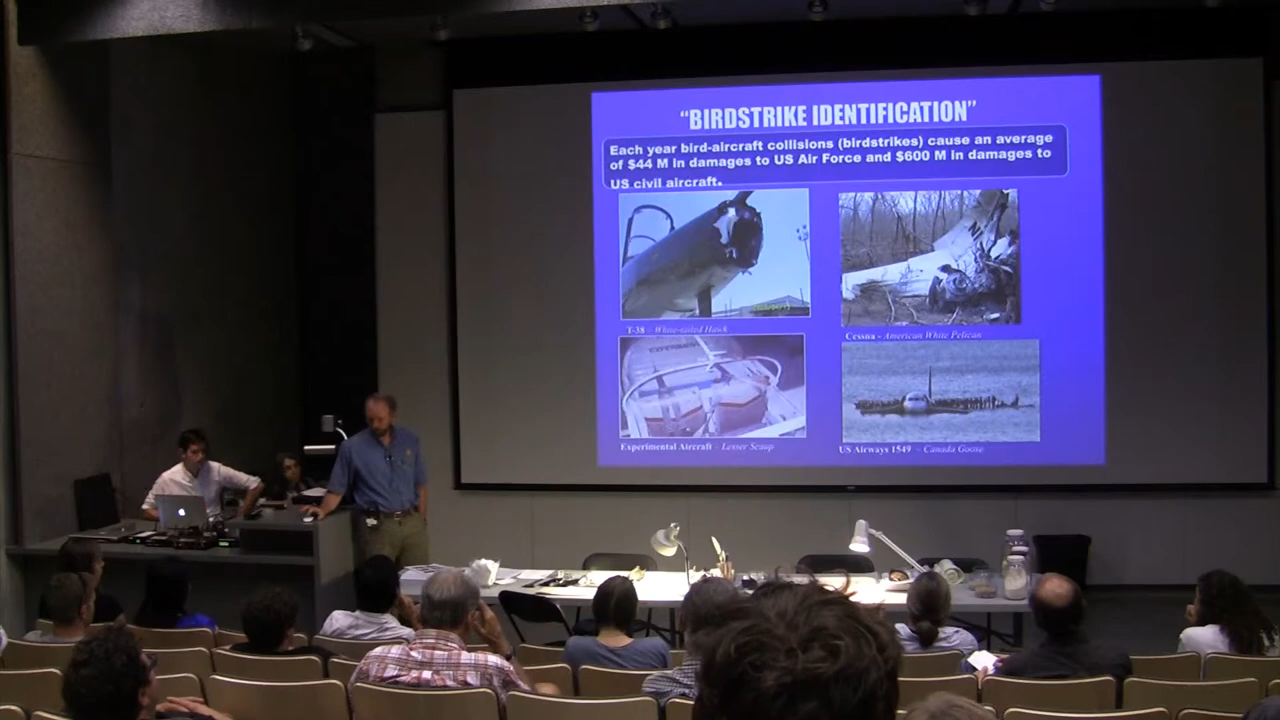 “BIRDSTRIKE IDENTIFICATION”
Each year bird-aircraft collisions (birdstrikes) cause an average
of $44 M in damages to US Air Force and $600 M in damages to
US civil aircraft.
T-38 – White-tailed Hawk
Cessna - American White Pelican
Experimental Aircraft – Lesser Scaup
US Airways 1549 – Canada Goose